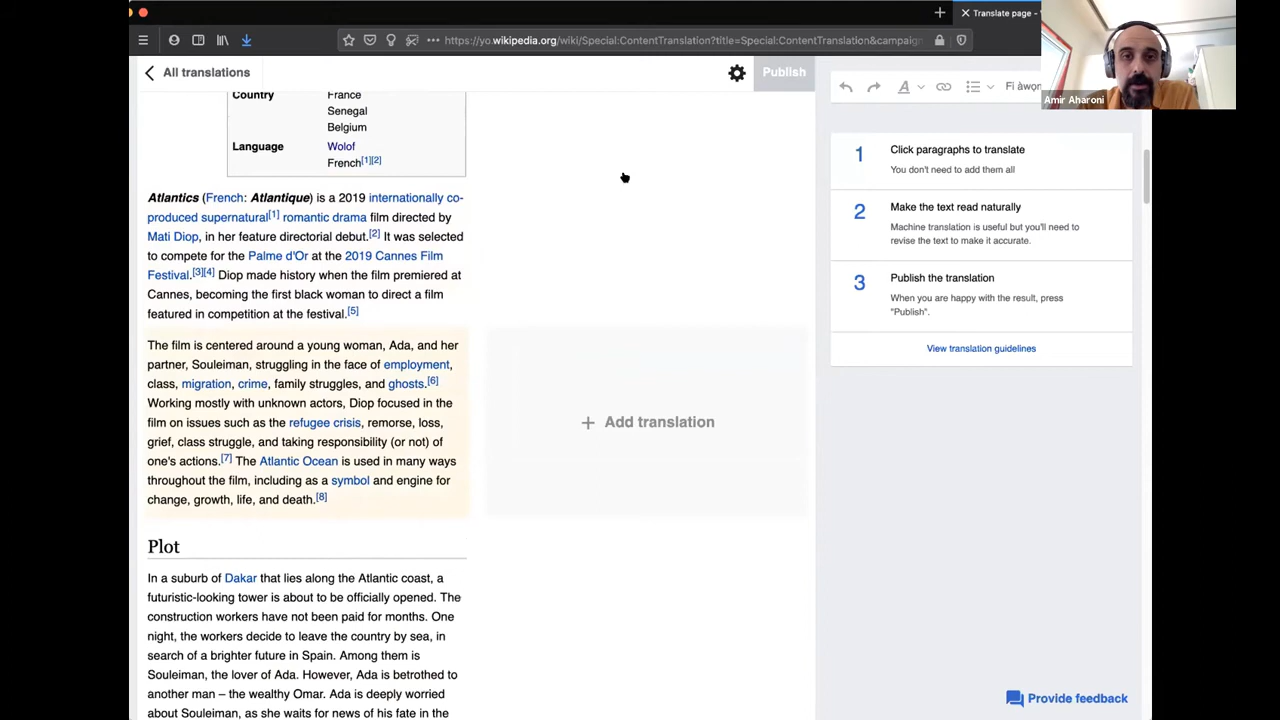 Translate page -
https://yo.wikipedia.org/wiki/Special:ContentTranslation?title=Special:ContentTranslation&campaig
All translations
Publish
Country
France
Senegal
Belgium
Language
Wolof
French[1][2]
Atlantics (French: Atlantique) is a 2019 internationally co-
produced supernatural[1] romantic drama film directed by
Mati Diop, in her feature directorial debut.[2] It was selected
to compete for the Palme d'Or at the 2019 Cannes Film
Festival.[3][4] Diop made history when the film premiered at
Cannes, becoming the first black woman to direct a film
featured in competition at the festival.[5]
The film is centered around a young woman, Ada, and her
partner, Souleiman, struggling in the face of employment,
class, migration, crime, family struggles, and ghosts.[6]
Working mostly with unknown actors, Diop focused in the
film on issues such as the refugee crisis, remorse, loss,
grief, class struggle, and taking responsibility (or not) of
one's actions.[7] The Atlantic Ocean is used in many ways
throughout the film, including as a symbol and engine for
change, growth, life, and death.[8]
+ Add translation
Plot
In a suburb of Dakar that lies along the Atlantic coast, a
futuristic-looking tower is about to be officially opened. The
construction workers have not been paid for months. One
night, the workers decide to leave the country by sea, in
search of a brighter future in Spain. Among them is
Souleiman, the lover of Ada. However, Ada is betrothed to
another man – the wealthy Omar. Ada is deeply worried
about Souleiman, as she waits for news of his fate in the
A
Fi àwọn
Amir Aharoni
1
Click paragraphs to translate
You don't need to add them all
2
Make the text read naturally
Machine translation is useful but you'll need to
revise the text to make it accurate.
3
Publish the translation
When you are happy with the result, press
"Publish".
View translation guidelines
Provide feedback